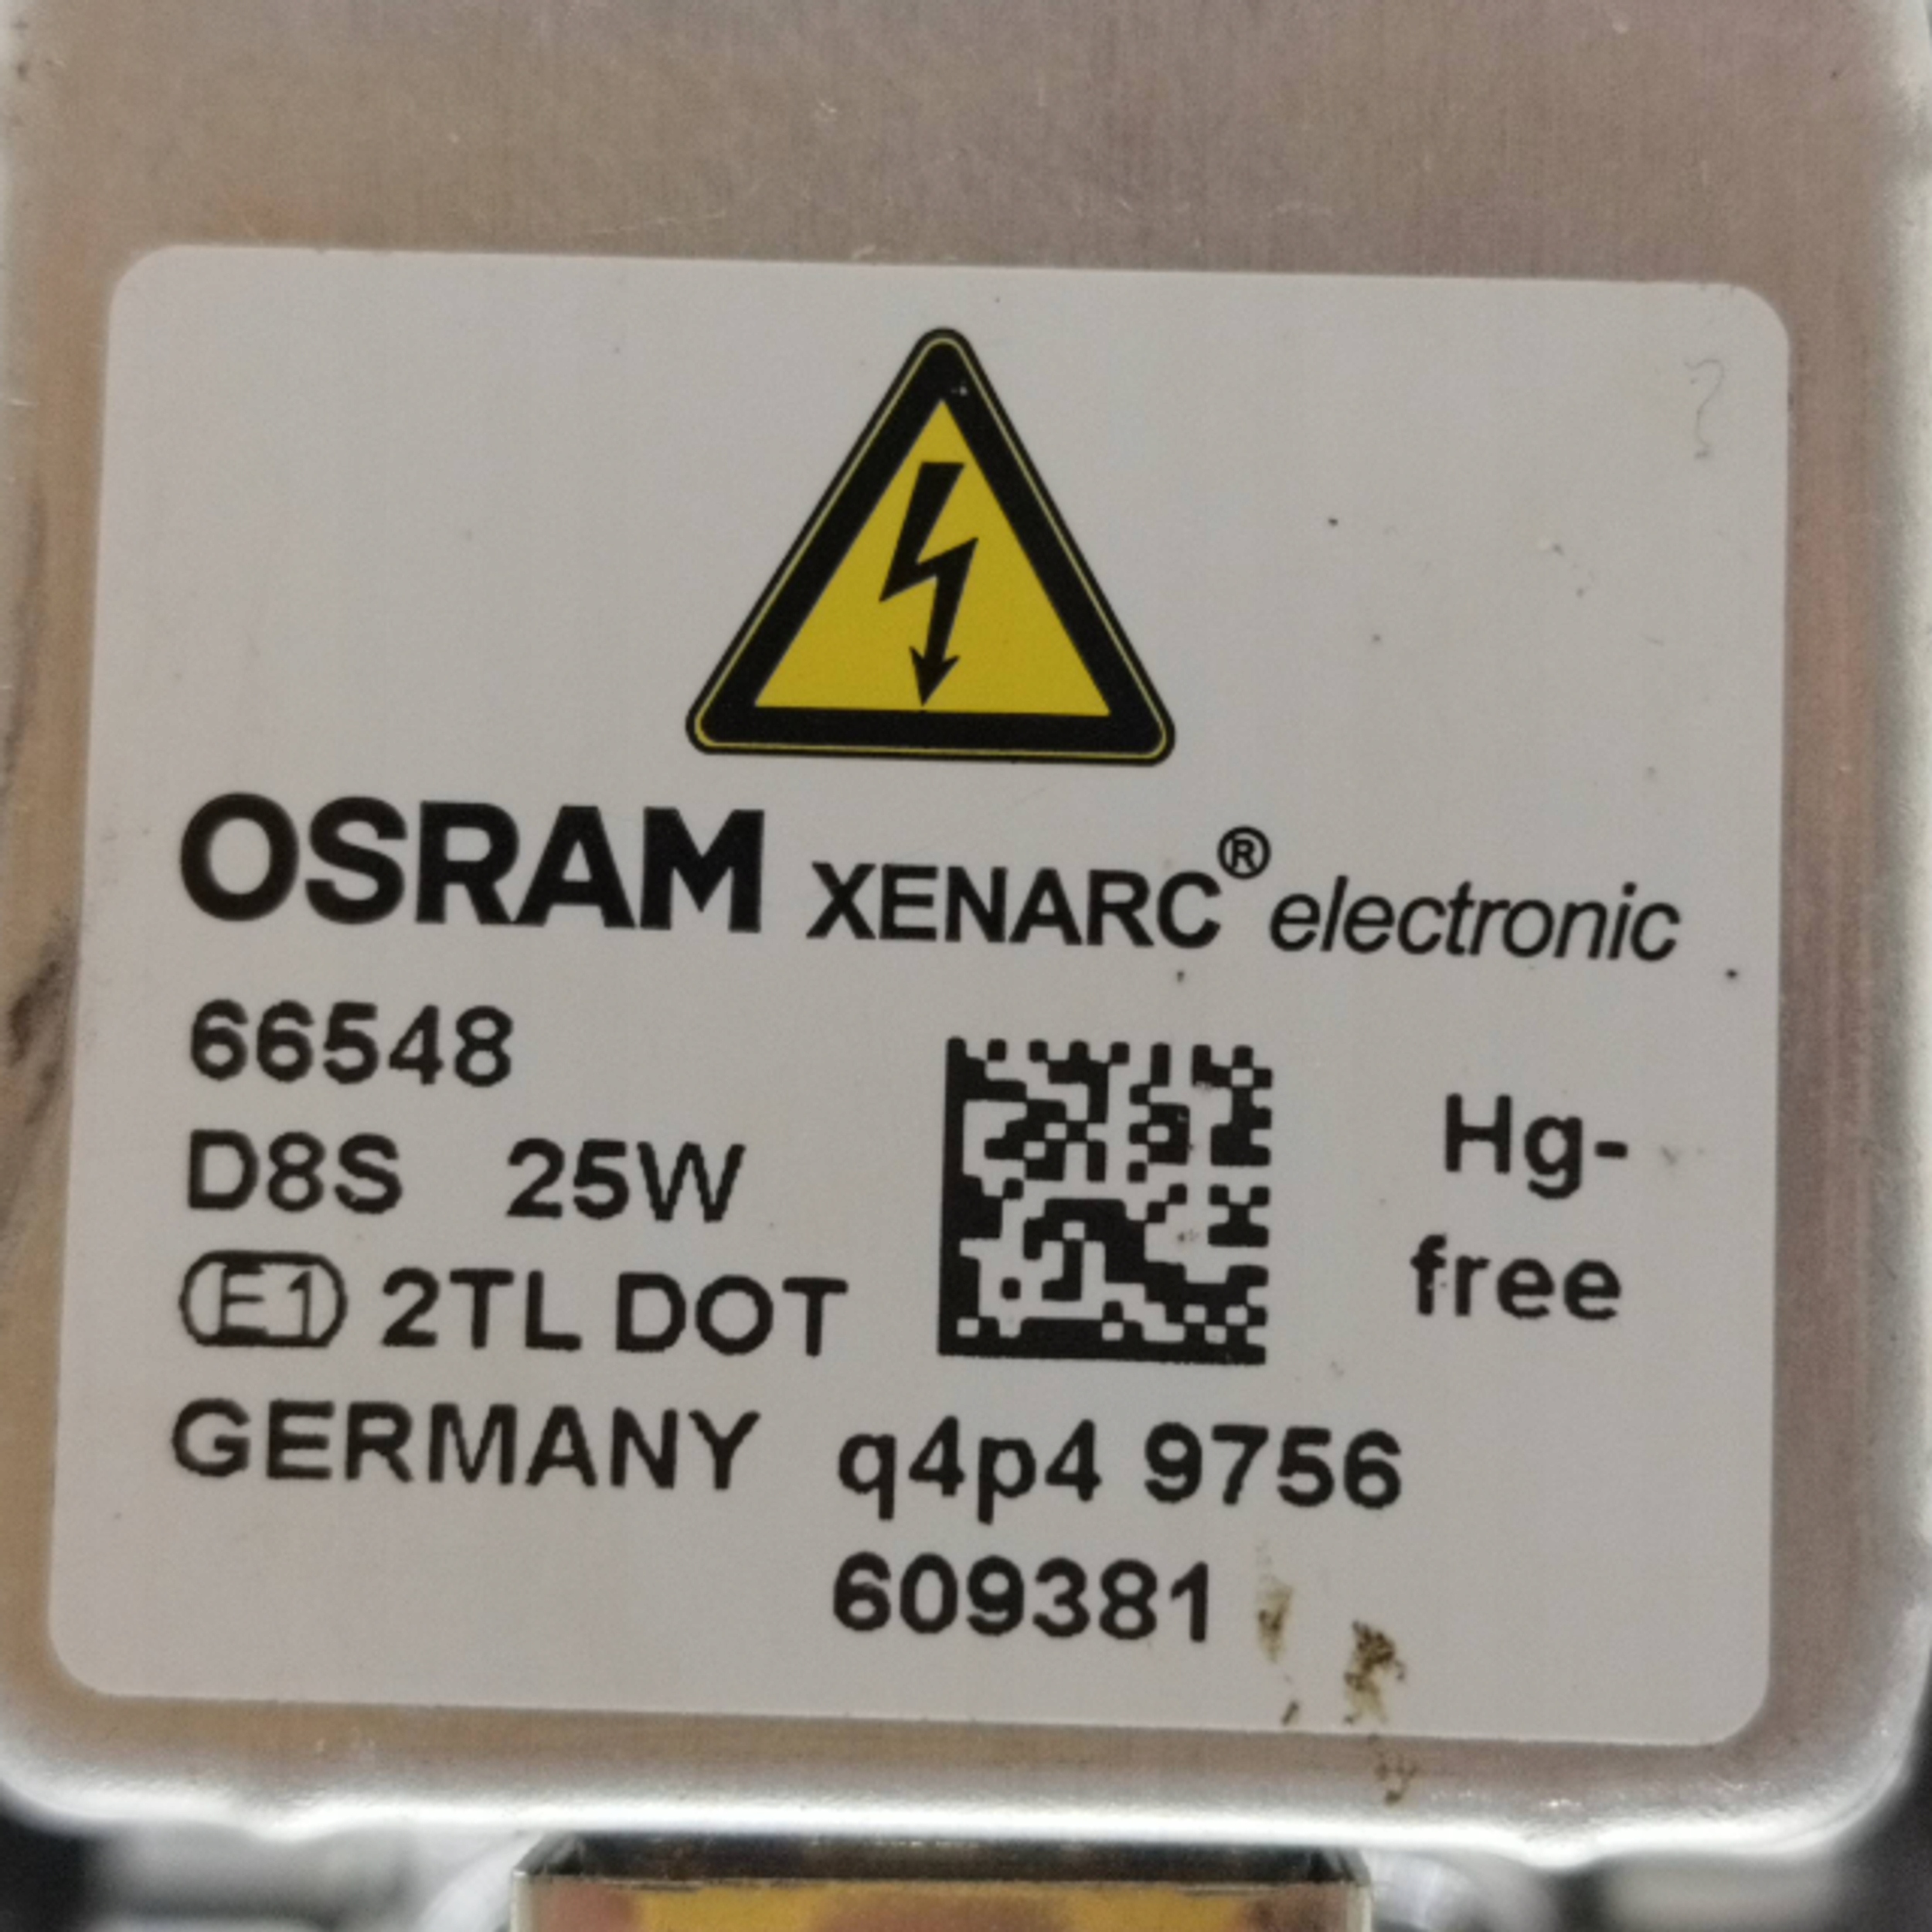 OSRAM XENARC® electronic
66548
D8S 25W
Hg-
E1 2TL DOT
free
GERMANY q4p4 9756
609381